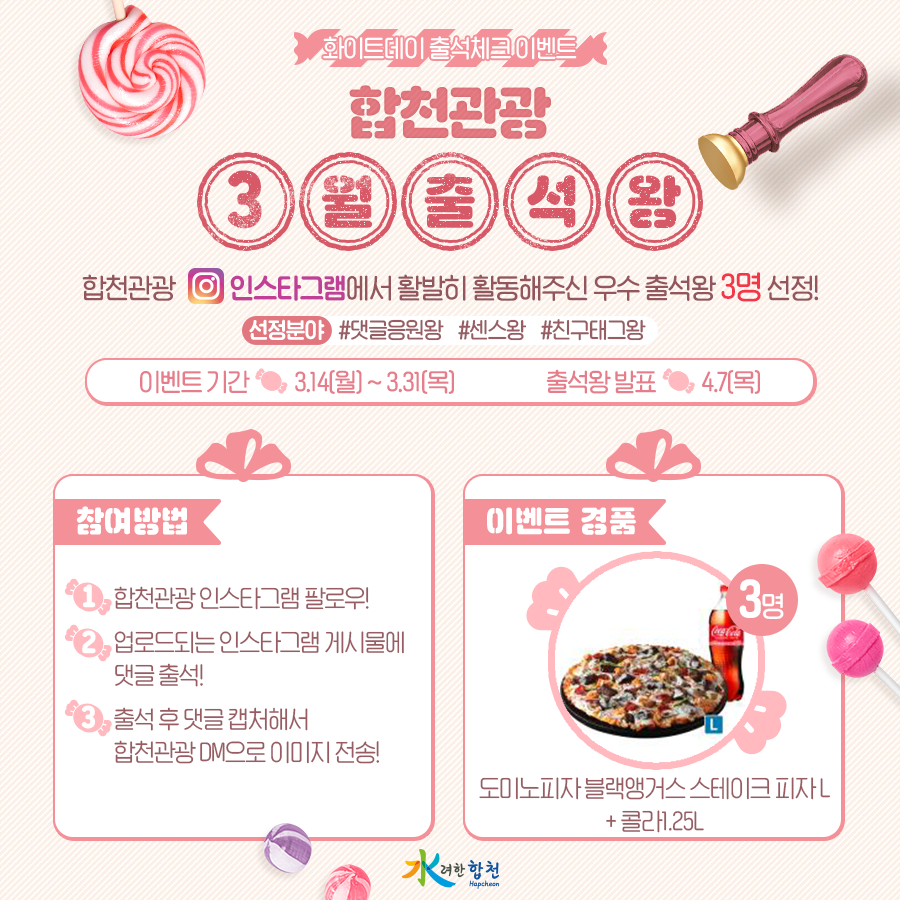 화이트데이 출석체크 이벤트
합천관광
3월출석왕
합천관광 인스타그램에서 활발히 활동해주신 우수 출석왕 3명 선정!
선정분야 #댓글응원왕 #센스왕 #친구태그왕
이벤트 기간 3.14(월) ~ 3.31(목) 출석왕 발표 4.7(목)
참여방법
1 합천관광 인스타그램 팔로우!
2 업로드되는 인스타그램 게시물에
댓글 출석!
3 출석 후 댓글 캡처해서
합천관광 DM으로 이미지 전송!
이벤트 경품
3명
Coca-Cola
L
도미노피자 블랙앵거스 스테이크 피자 L
+ 콜라1.25L
水려한 합천
Hapcheon